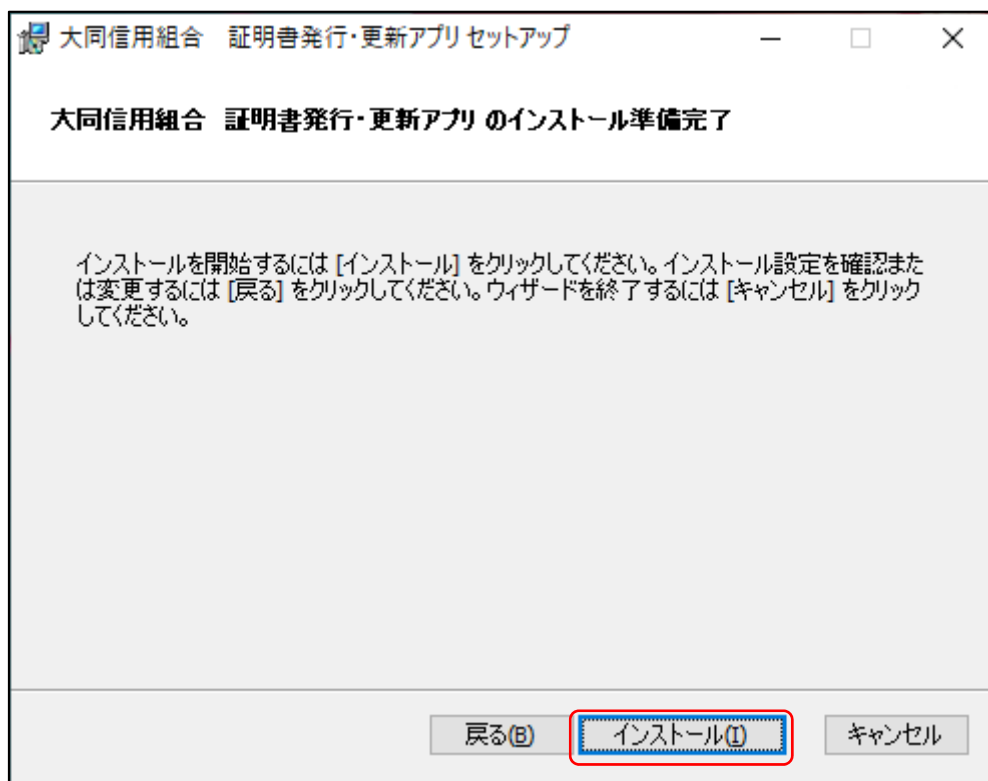 大同信用組合　証明書発行・更新アプリ セットアップ
大同信用組合　証明書発行・更新アプリ のインストール準備完了
インストールを開始するには [インストール] をクリックしてください。インストール設定を確認また
は変更するには [戻る] をクリックしてください。ウィザードを終了するには [キャンセル] をクリック
してください。
戻る(B) インストール(I) キャンセル